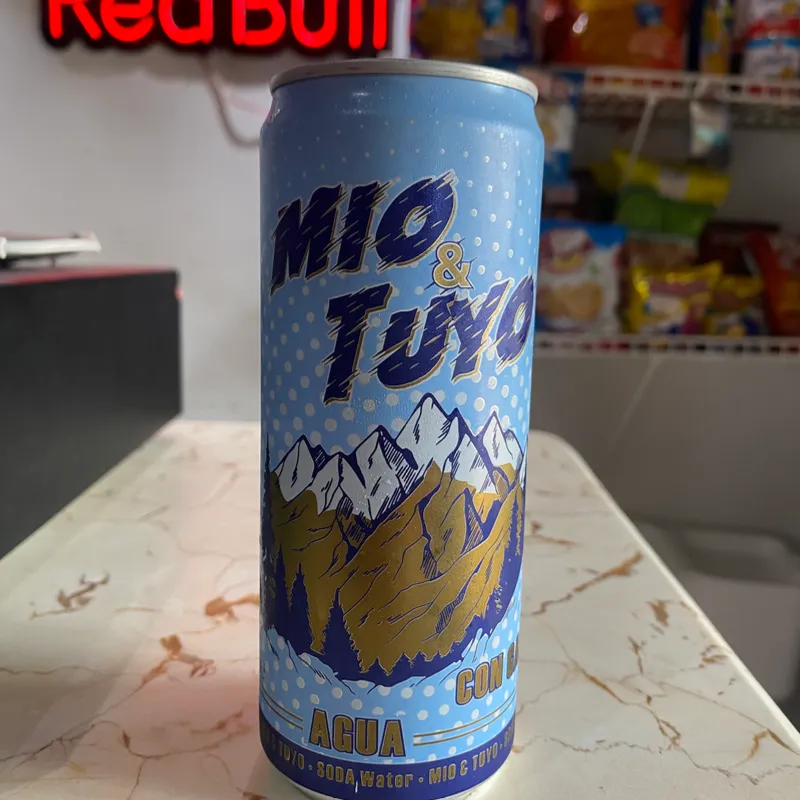 Red Bull
MIO
&
TUYO
CON
AGUA
TUYO • SODA Water • MIO & TUYO •